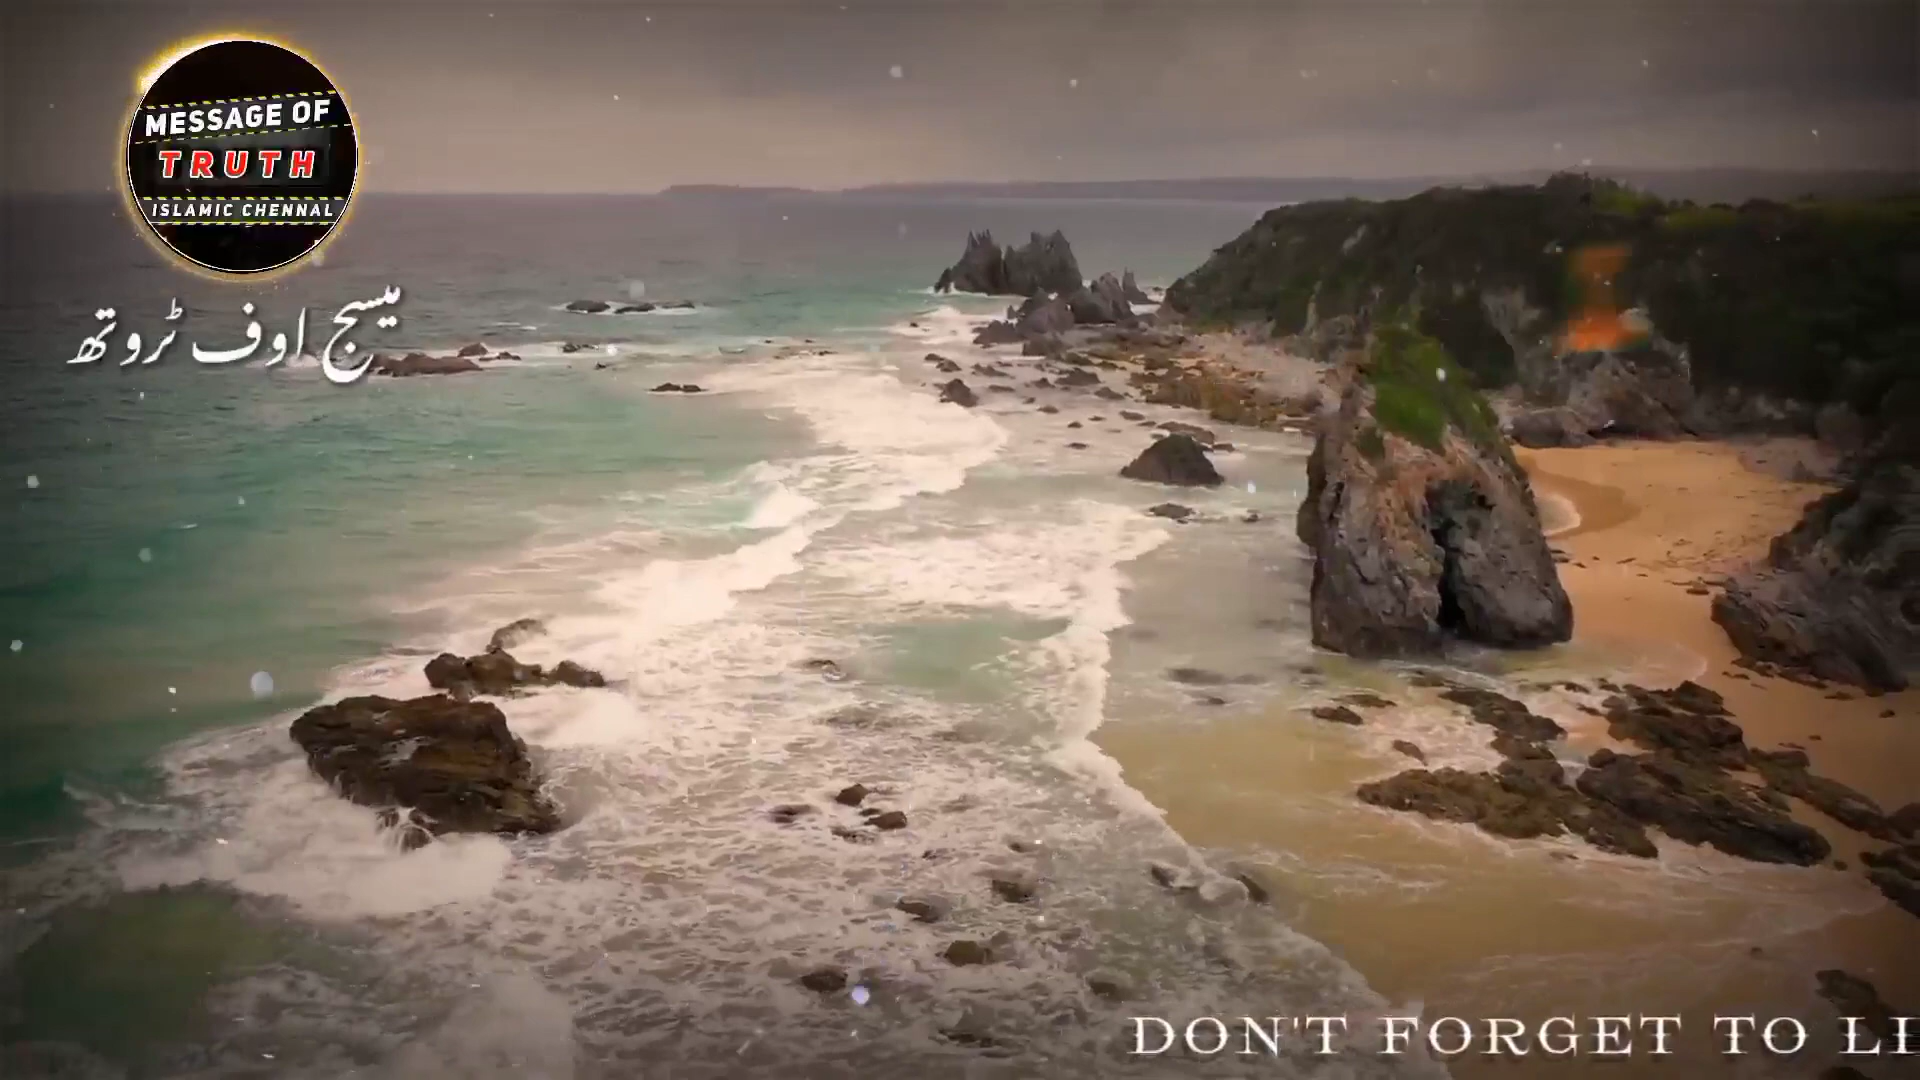 MESSAGE OF
TRUTH
ISLAMIC CHENNAL
میسج اوف ٹروتھ
DON'T FORGET TO LI